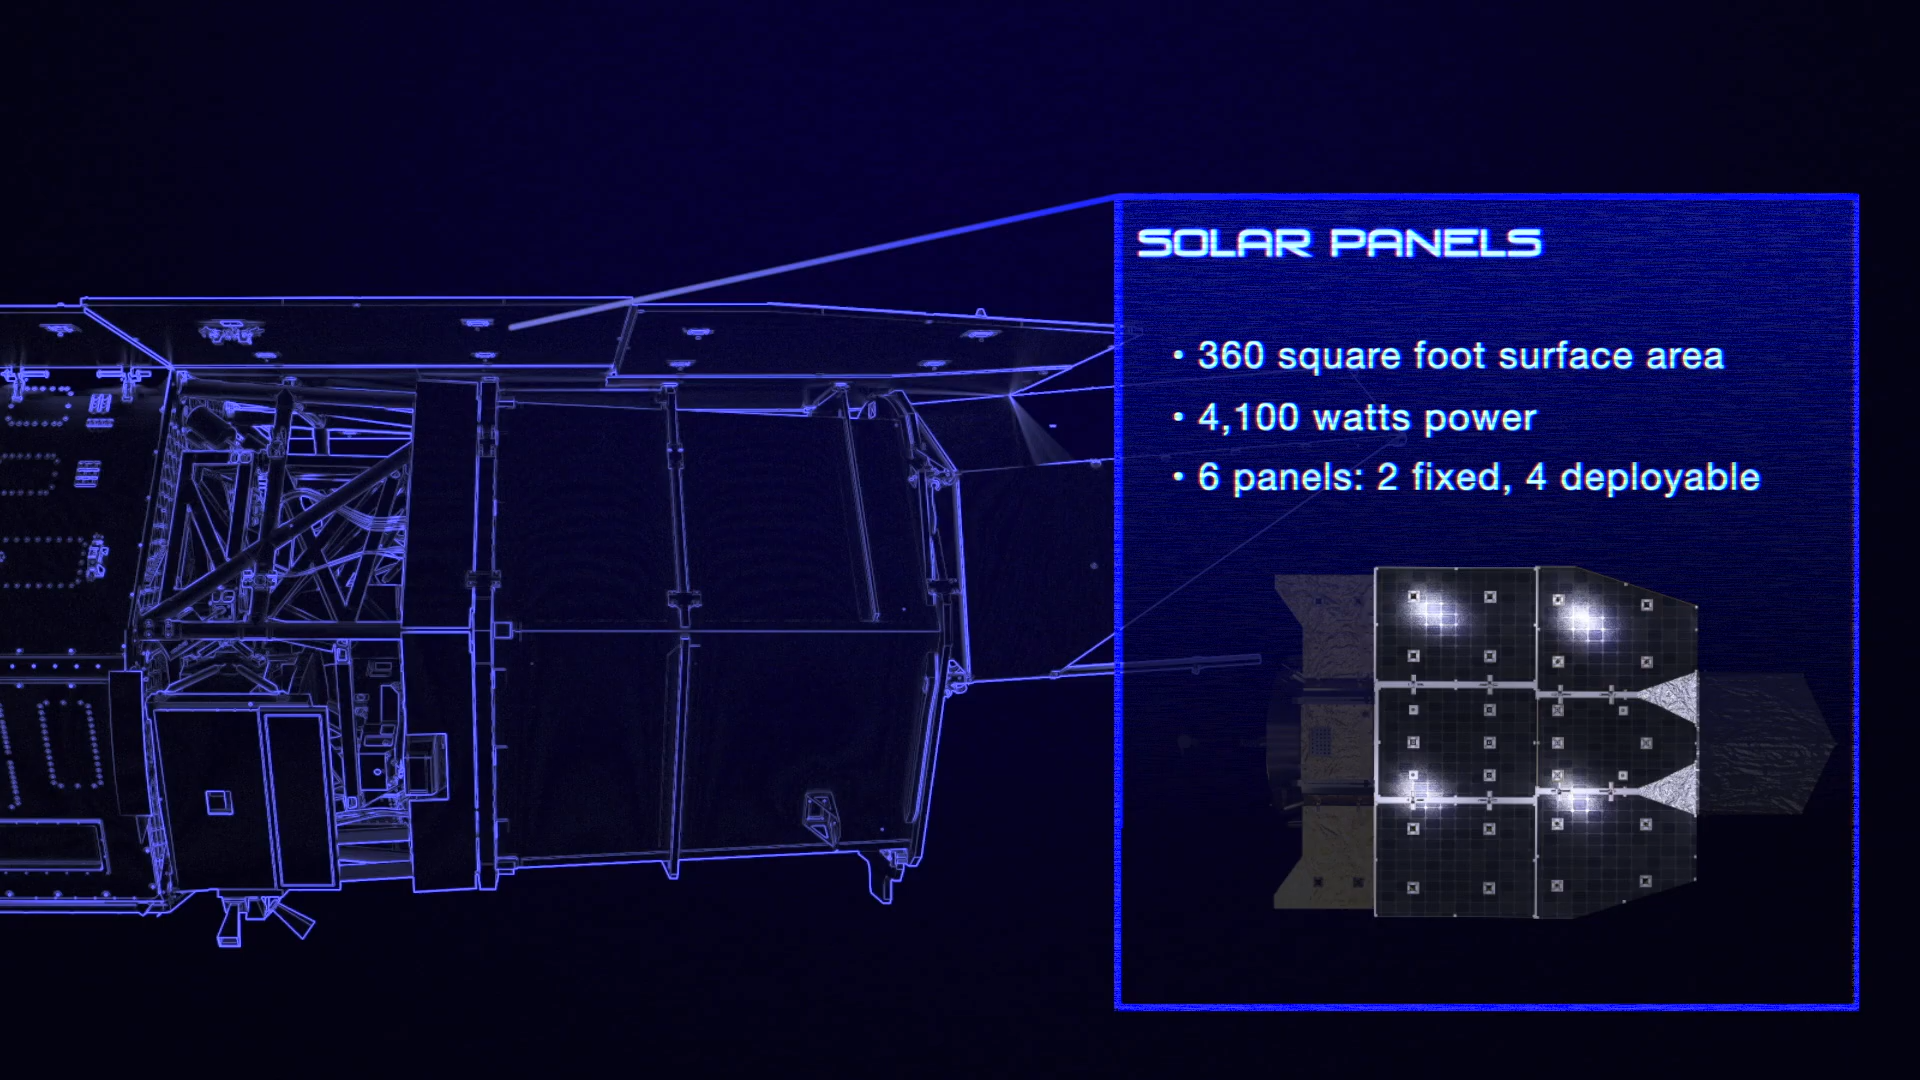 SOLAR PANELS
• 360 square foot surface area
• 4,100 watts power
• 6 panels: 2 fixed, 4 deployable